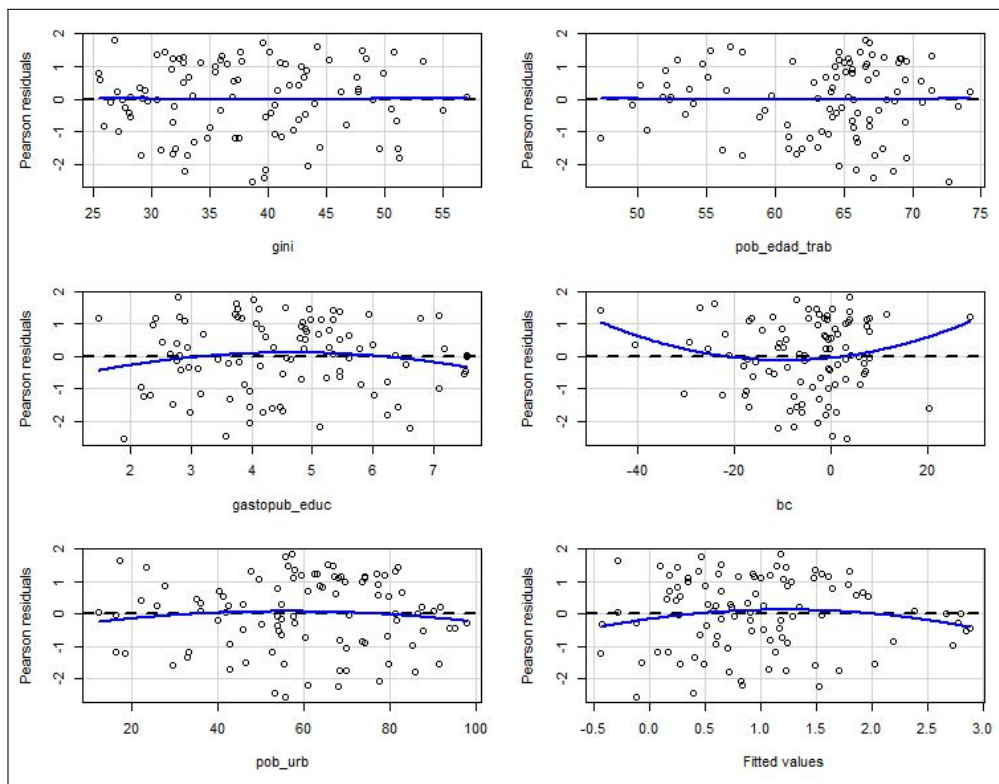 Pearson residuals
2
1
0
-1
-2
25 30 35 40 45 50 55
gini
Pearson residuals
2
1
0
-1
-2
50 55 60 65 70 75
pob_edad_trab
Pearson residuals
2
1
0
-1
-2
2 3 4 5 6 7
gastopub_educ
Pearson residuals
2
1
0
-1
-2
-40 -20 0 20
bc
Pearson residuals
2
1
0
-1
-2
20 40 60 80 100
pob_urb
Pearson residuals
2
1
0
-1
-2
-0.5 0.0 0.5 1.0 1.5 2.0 2.5 3.0
Fitted values